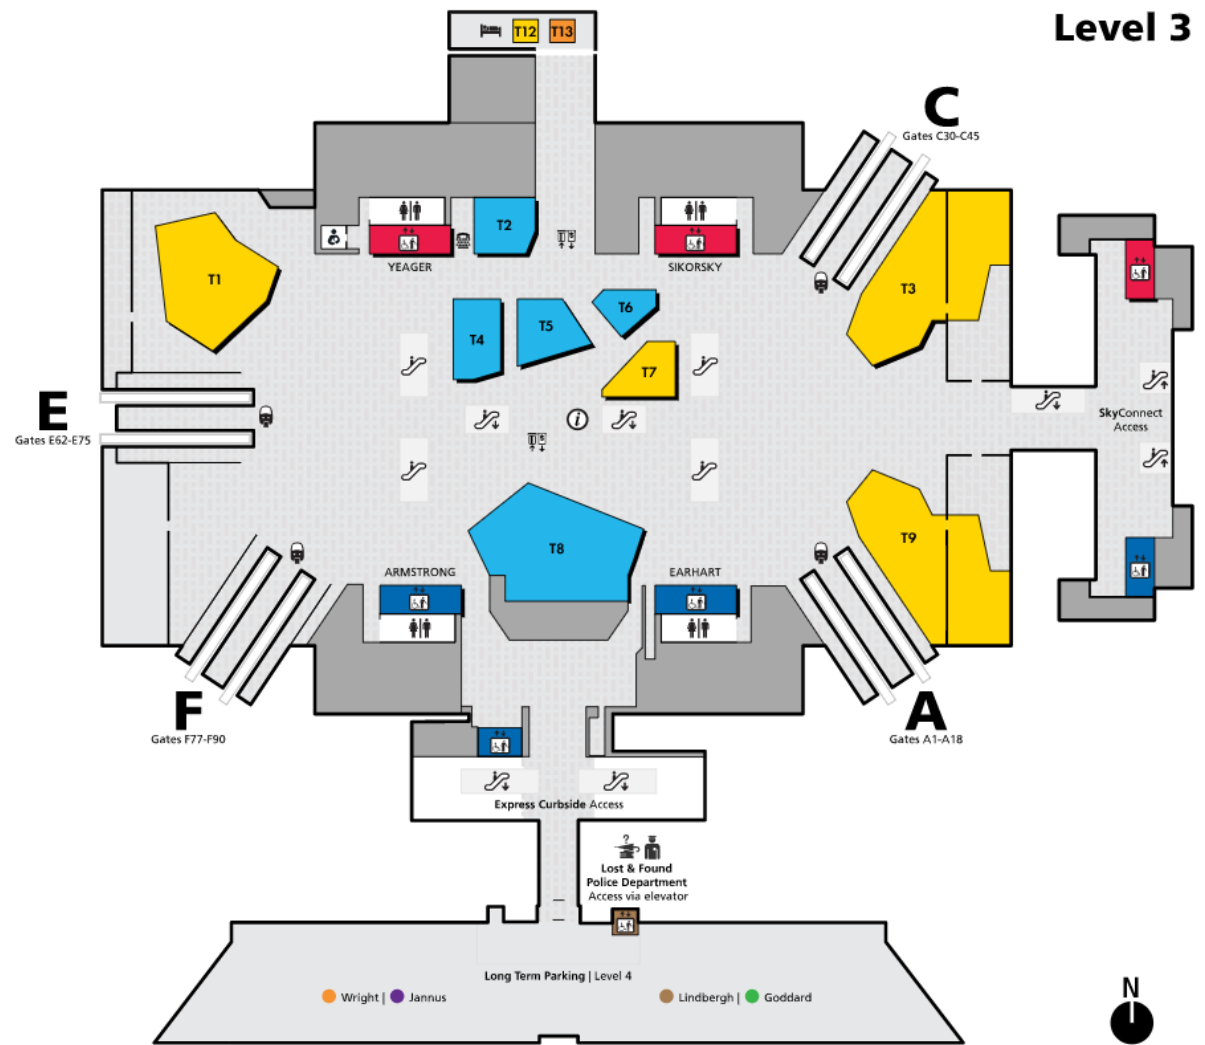 Level 3
T12
T13
C
Gates C30-C45
T2
YEAGER
SIKORSKY
T1
T3
T6
T5
T4
T7
E
Gates E62-E75
i
SkyConnect
Access
T8
T9
ARMSTRONG
EARHART
F
Gates F77-F90
A
Gates A1-A18
Express Curbside Access
?
Lost & Found
Police Department
Access via elevator
Long Term Parking | Level 4
Wright | Jannus
Lindbergh | Goddard
N